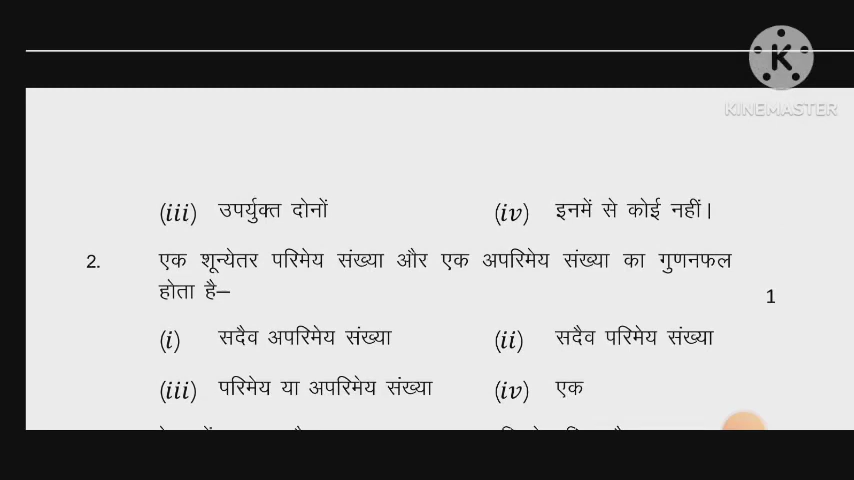 K
KINEMASTER
(iii) उपर्युक्त दोनों (iv) इनमें से कोई नहीं।
2. एक शून्येतर परिमेय संख्या और एक अपरिमेय संख्या का गुणनफल
होता है– 1
(i) सदैव अपरिमेय संख्या (ii) सदैव परिमेय संख्या
(iii) परिमेय या अपरिमेय संख्या (iv) एक